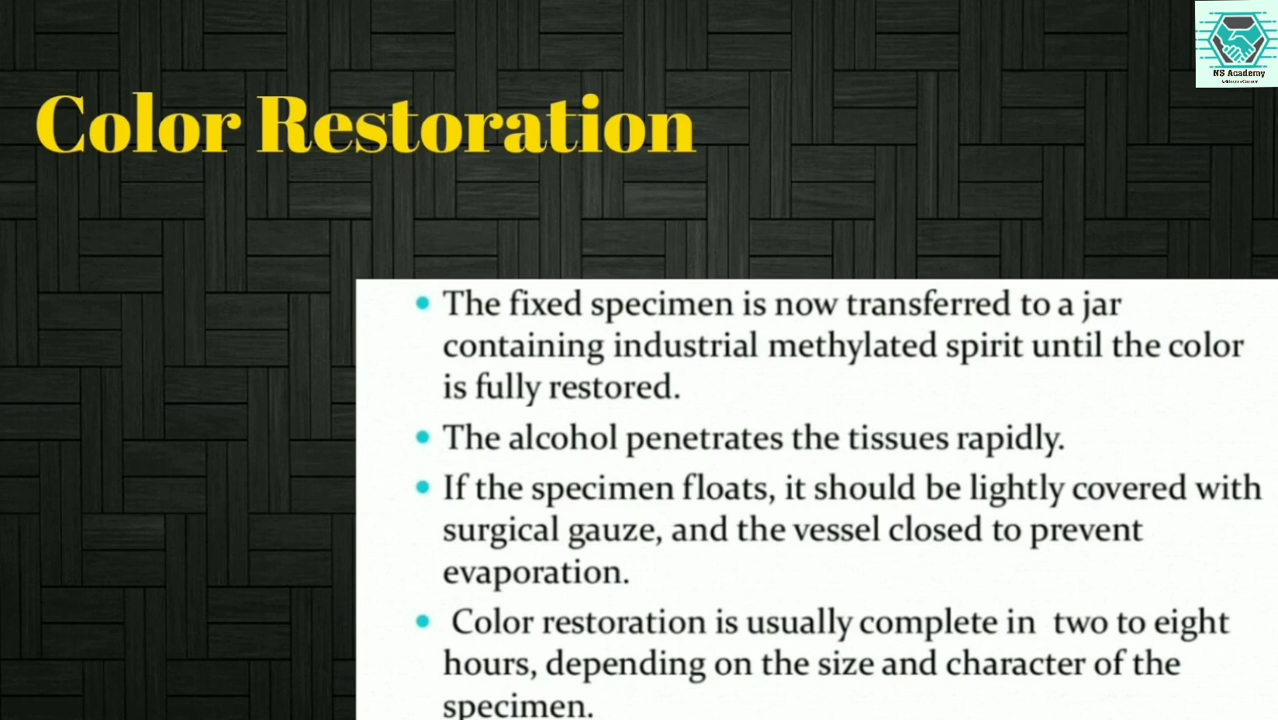 NS Academy
Color Restoration
• The fixed specimen is now transferred to a jar
containing industrial methylated spirit until the color
is fully restored.
• The alcohol penetrates the tissues rapidly.
• If the specimen floats, it should be lightly covered with
surgical gauze, and the vessel closed to prevent
evaporation.
• Color restoration is usually complete in two to eight
hours, depending on the size and character of the
specimen.